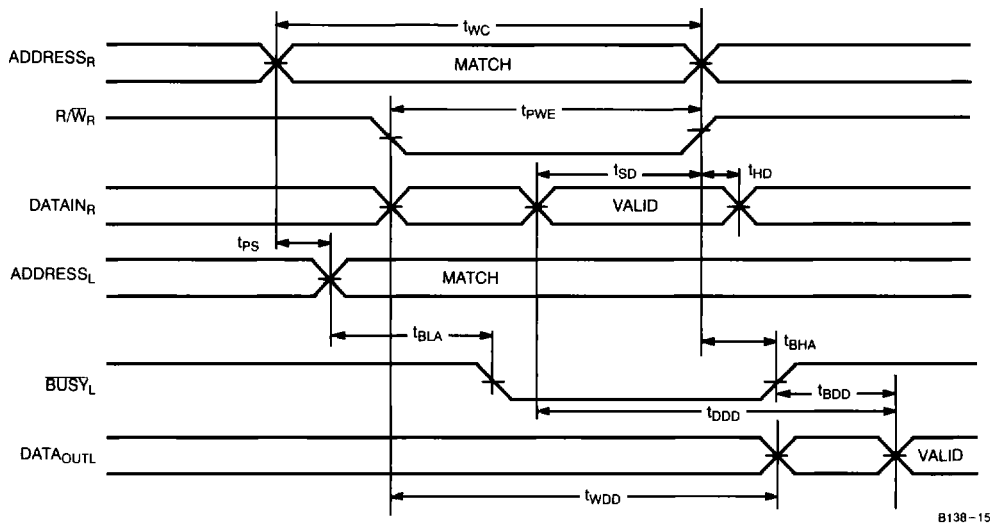 tWC
ADDRESSR
MATCH
R/W̅R
tPWE
tSD
tHD
DATAINR
VALID
tPS
ADDRESSL
MATCH
tBLA
tBHA
B̅U̅S̅Y̅L
tBDD
tDDD
DATAOUTL
VALID
tWDD
B138-15